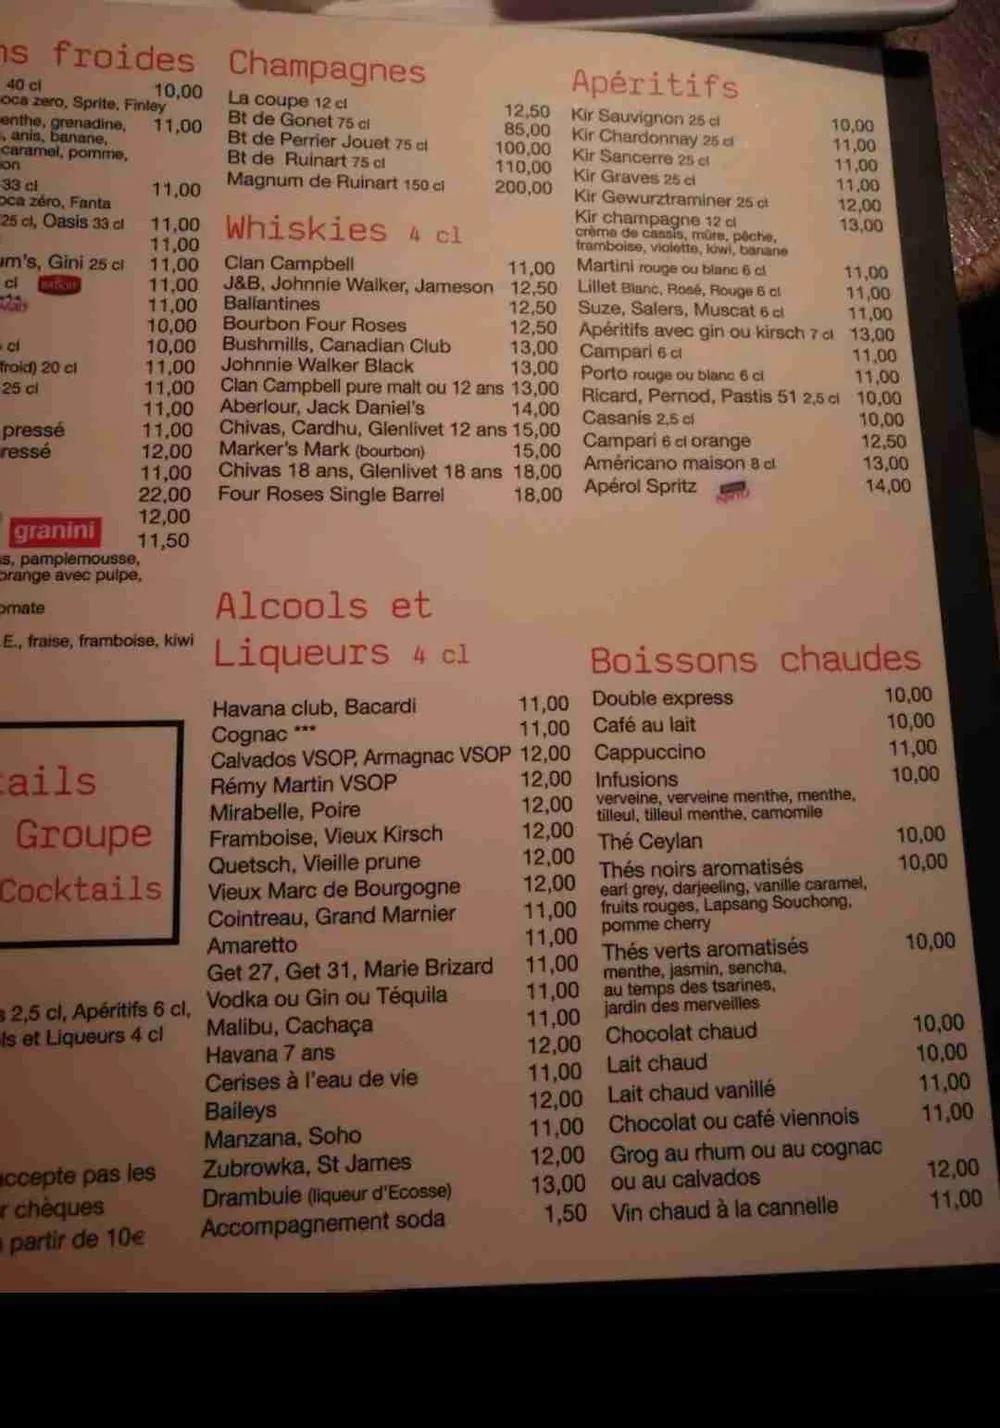 ns froides
40 cl 10,00
oca zero, Sprite, Finley
enthe, grenadine, 11,00
, anis, banane,
caramel, pomme,
on
33 cl 11,00
oca zéro, Fanta
25 cl, Oasis 33 cl 11,00
11,00
um's, Gini 25 cl 11,00
cl 11,00
11,00
10,00
cl 10,00
froid) 20 cl 11,00
25 cl 11,00
11,00
pressé 11,00
ressé 12,00
11,00
22,00
12,00
granini 11,50
s, pamplemousse,
orange avec pulpe,
omate
E., fraise, framboise, kiwi
tails
Groupe
Cocktails
s 2,5 cl, Apéritifs 6 cl,
ls et Liqueurs 4 cl
accepte pas les
r chèques
à partir de 10€
Champagnes
La coupe 12 cl 12,50
Bt de Gonet 75 cl 85,00
Bt de Perrier Jouet 75 cl 100,00
Bt de Ruinart 75 cl 110,00
Magnum de Ruinart 150 cl 200,00
Whiskies 4 cl
Clan Campbell 11,00
J&B, Johnnie Walker, Jameson 12,50
Ballantines 12,50
Bourbon Four Roses 12,50
Bushmills, Canadian Club 13,00
Johnnie Walker Black 13,00
Clan Campbell pure malt ou 12 ans 13,00
Aberlour, Jack Daniel's 14,00
Chivas, Cardhu, Glenlivet 12 ans 15,00
Marker's Mark (bourbon) 15,00
Chivas 18 ans, Glenlivet 18 ans 18,00
Four Roses Single Barrel 18,00
Alcools et
Liqueurs 4 cl
Havana club, Bacardi 11,00
Cognac *** 11,00
Calvados VSOP, Armagnac VSOP 12,00
Rémy Martin VSOP 12,00
Mirabelle, Poire 12,00
Framboise, Vieux Kirsch 12,00
Quetsch, Vieille prune 12,00
Vieux Marc de Bourgogne 12,00
Cointreau, Grand Marnier 11,00
Amaretto 11,00
Get 27, Get 31, Marie Brizard 11,00
Vodka ou Gin ou Téquila 11,00
Malibu, Cachaça 11,00
Havana 7 ans 12,00
Cerises à l'eau de vie 11,00
Baileys 12,00
Manzana, Soho 11,00
Zubrowka, St James 12,00
Drambuie (liqueur d'Ecosse) 13,00
Accompagnement soda 1,50
Apéritifs
Kir Sauvignon 25 cl 10,00
Kir Chardonnay 25 cl 11,00
Kir Sancerre 25 cl 11,00
Kir Graves 25 cl 11,00
Kir Gewurztraminer 25 cl 12,00
Kir champagne 12 cl 13,00
crème de cassis, mûre, pêche,
framboise, violette, kiwi, banane
Martini rouge ou blanc 6 cl 11,00
Lillet Blanc, Rosé, Rouge 6 cl 11,00
Suze, Salers, Muscat 6 cl 11,00
Apéritifs avec gin ou kirsch 7 cl 13,00
Campari 6 cl 11,00
Porto rouge ou blanc 6 cl 11,00
Ricard, Pernod, Pastis 51 2,5 cl 10,00
Casanis 2,5 cl 10,00
Campari 6 cl orange 12,50
Américano maison 8 cl 13,00
Apérol Spritz 14,00
Boissons chaudes
Double express 10,00
Café au lait 10,00
Cappuccino 11,00
Infusions 10,00
verveine, verveine menthe, menthe,
tilleul, tilleul menthe, camomile
Thé Ceylan 10,00
Thés noirs aromatisés 10,00
earl grey, darjeeling, vanille caramel,
fruits rouges, Lapsang Souchong,
pomme cherry
Thés verts aromatisés 10,00
menthe, jasmin, sencha,
au temps des tsarines,
jardin des merveilles
Chocolat chaud 10,00
Lait chaud 10,00
Lait chaud vanillé 11,00
Chocolat ou café viennois 11,00
Grog au rhum ou au cognac
ou au calvados 12,00
Vin chaud à la cannelle 11,00